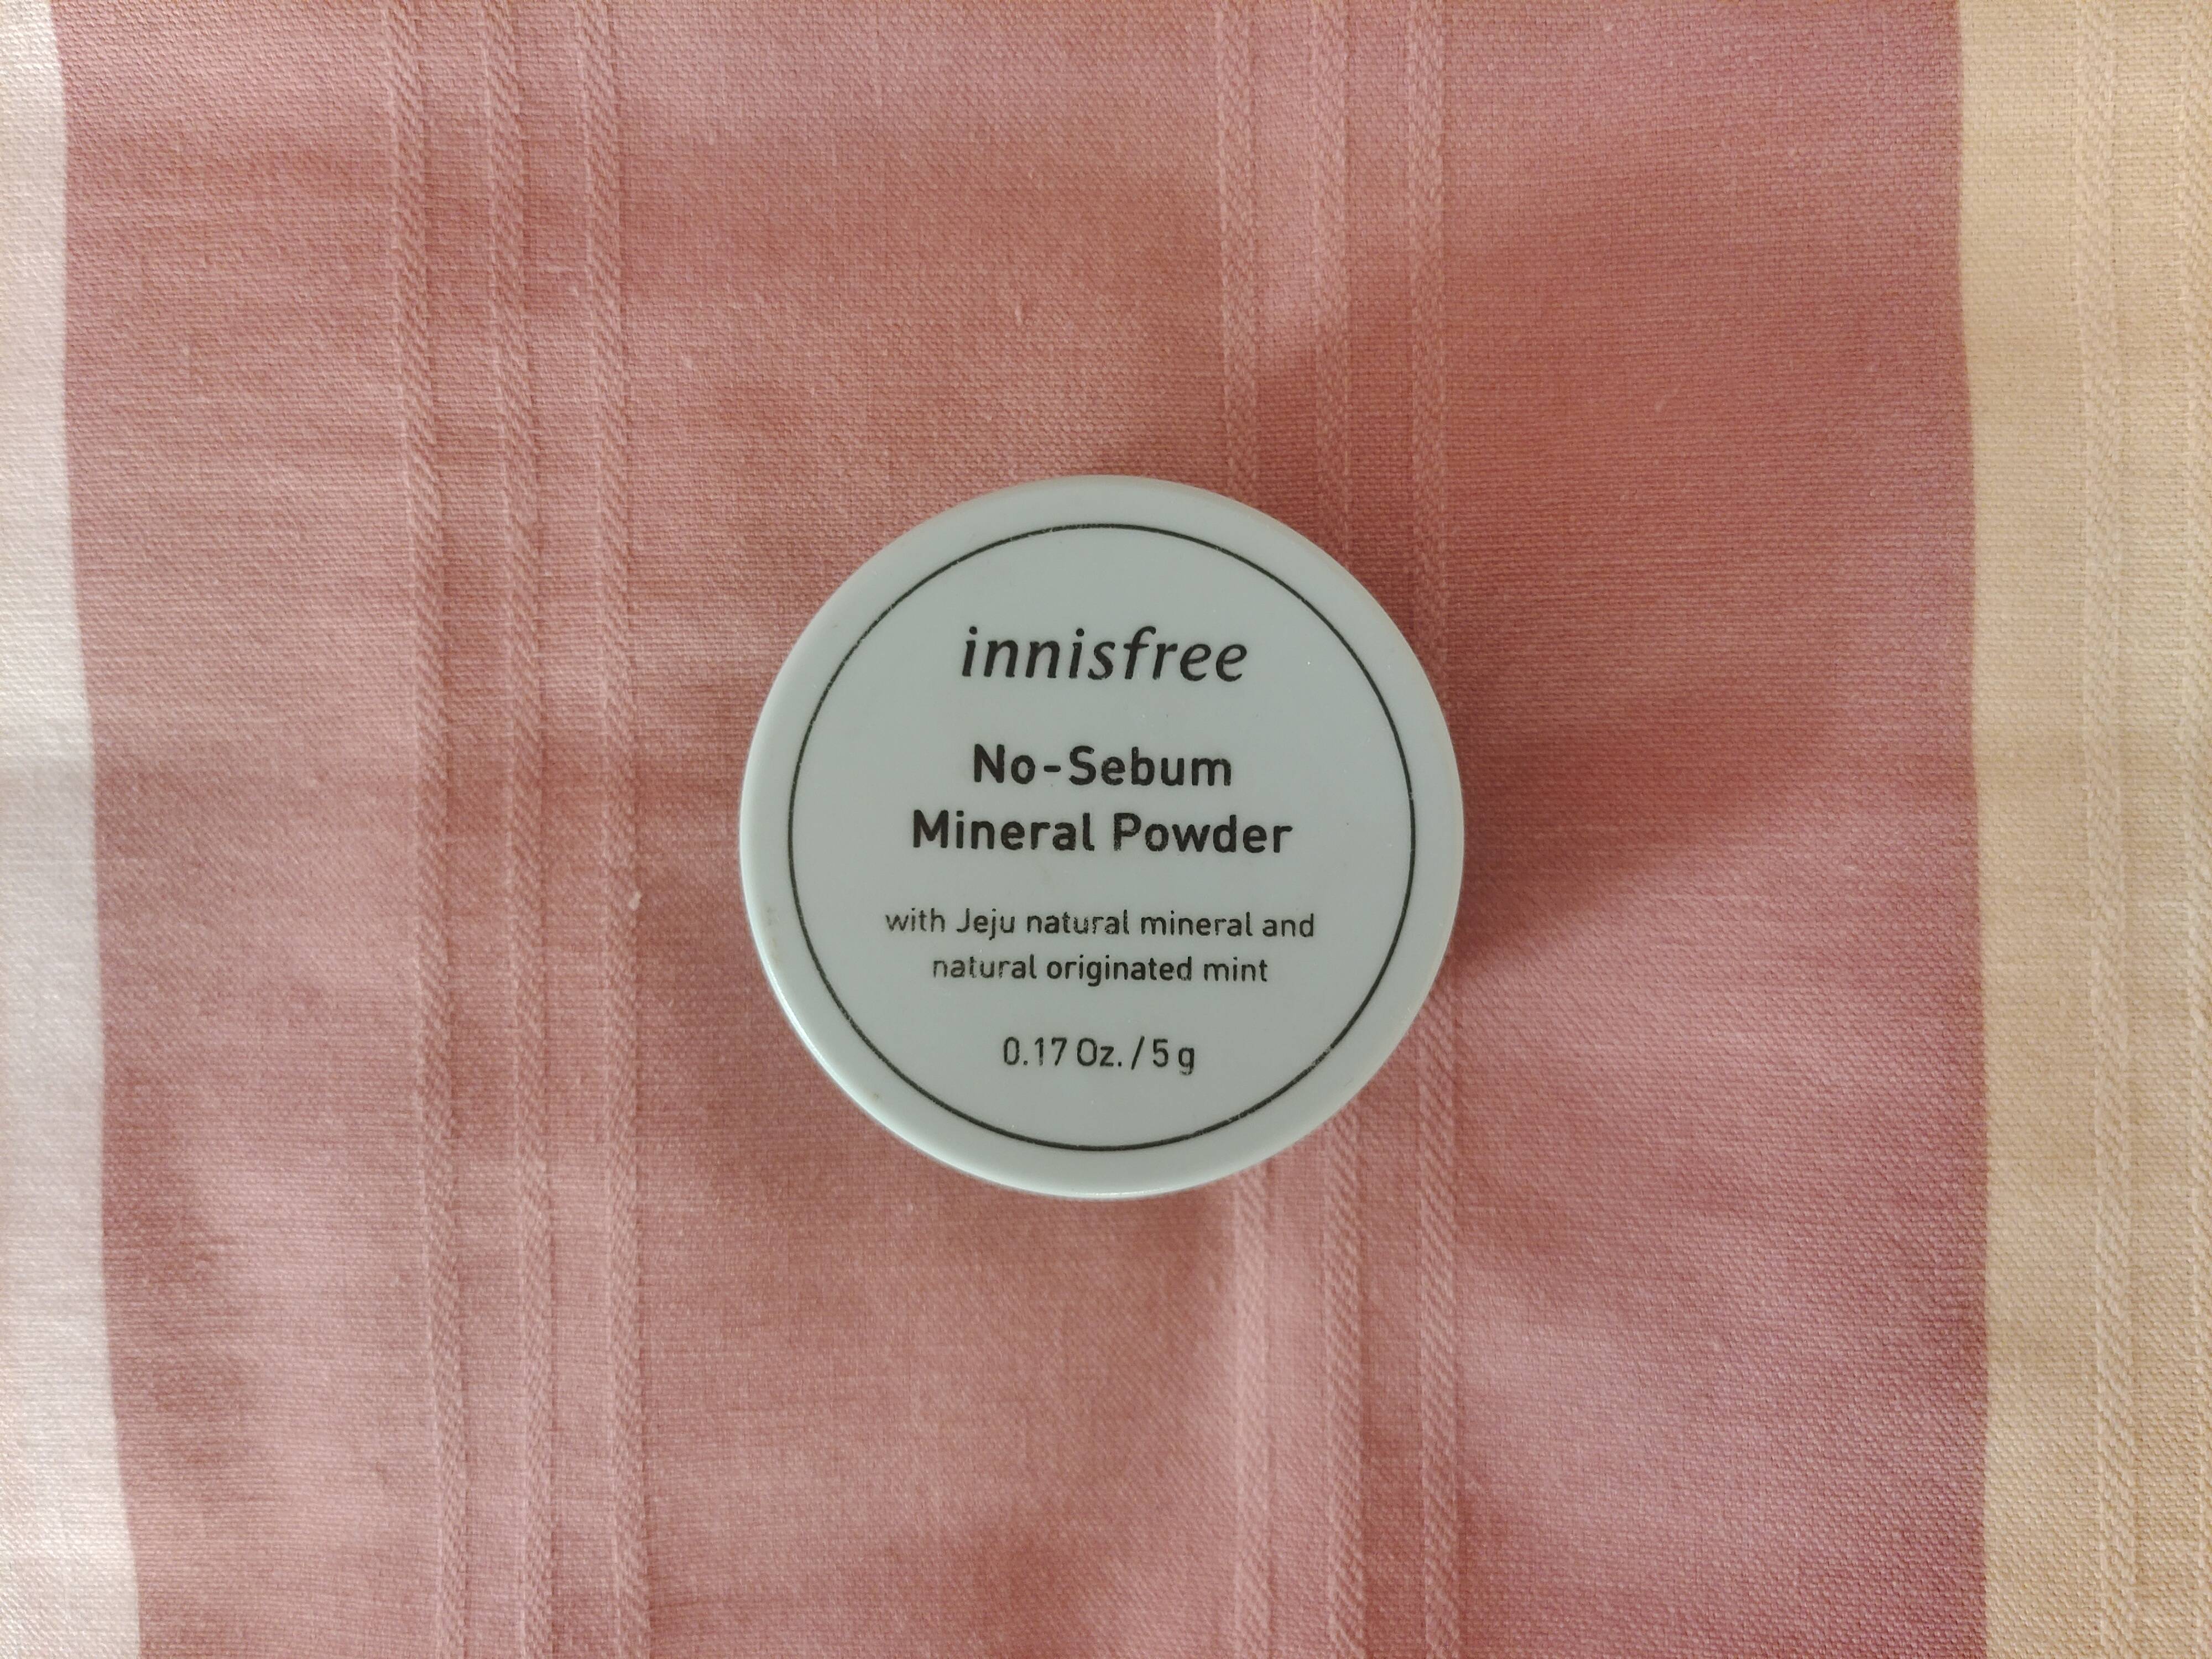 innisfree
No-Sebum
Mineral Powder
with Jeju natural mineral and
natural originated mint
0.17 Oz. / 5 g